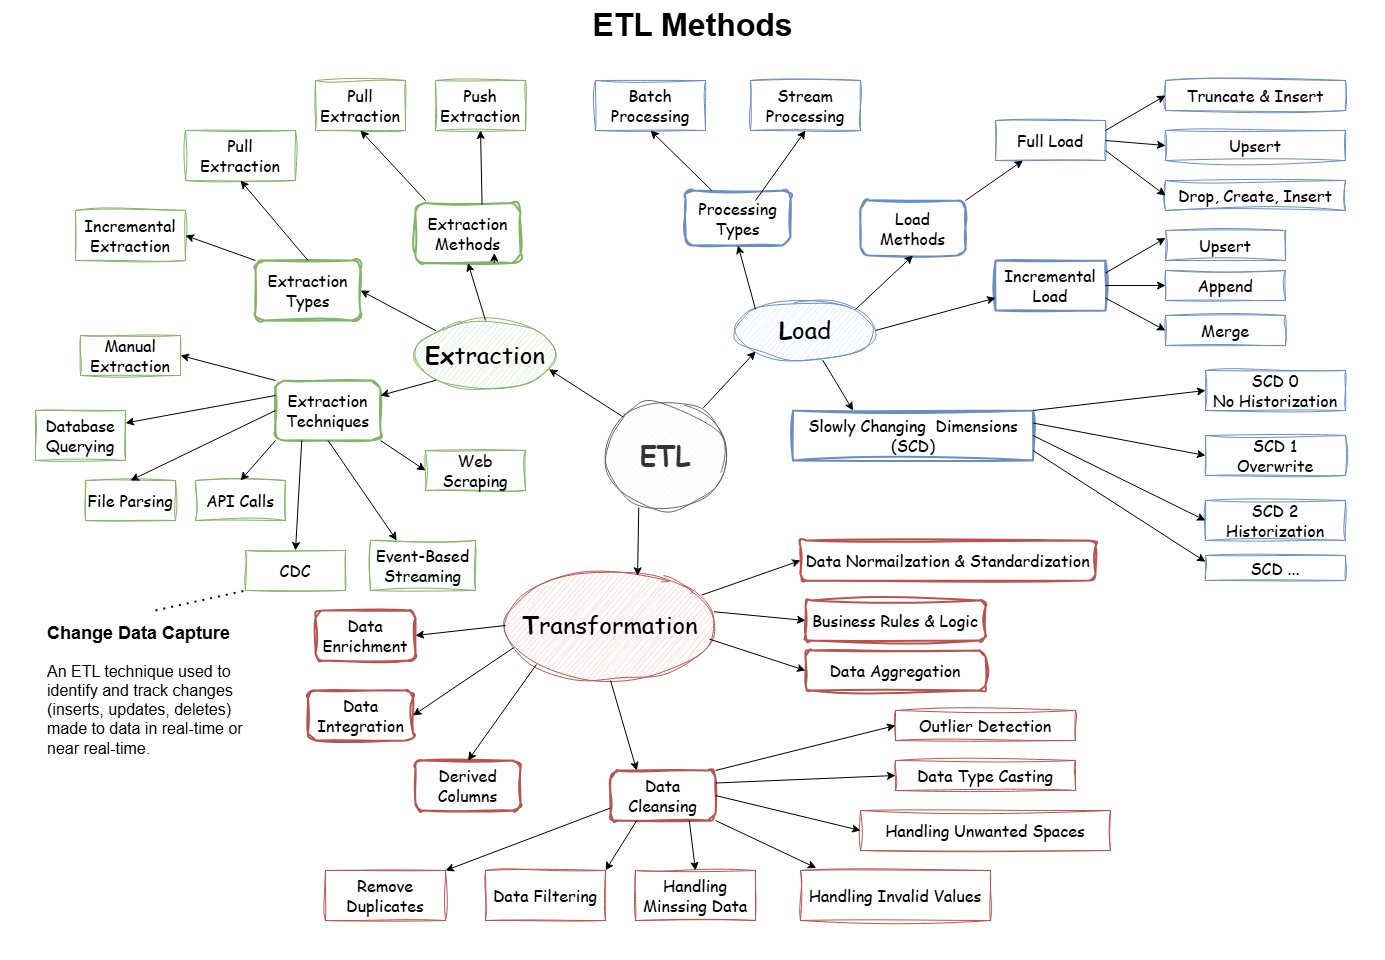 ETL Methods
Pull
Extraction
Push
Extraction
Pull
Extraction
Incremental
Extraction
Extraction
Methods
Extraction
Types
Extraction
Manual
Extraction
Extraction
Techniques
Database
Querying
File Parsing
API Calls
Web
Scraping
CDC
Event-Based
Streaming
Change Data Capture
An ETL technique used to
identify and track changes
(inserts, updates, deletes)
made to data in real-time or
near real-time.
ETL
Batch
Processing
Stream
Processing
Processing
Types
Load
Methods
Load
Full Load
Truncate & Insert
Upsert
Drop, Create, Insert
Incremental
Load
Upsert
Append
Merge
Slowly Changing Dimensions
(SCD)
SCD 0
No Historization
SCD 1
Overwrite
SCD 2
Historization
SCD ...
Transformation
Data Normailzation & Standardization
Business Rules & Logic
Data Aggregation
Data
Enrichment
Data
Integration
Derived
Columns
Data
Cleansing
Outlier Detection
Data Type Casting
Handling Unwanted Spaces
Handling Invalid Values
Handling
Minssing Data
Data Filtering
Remove
Duplicates